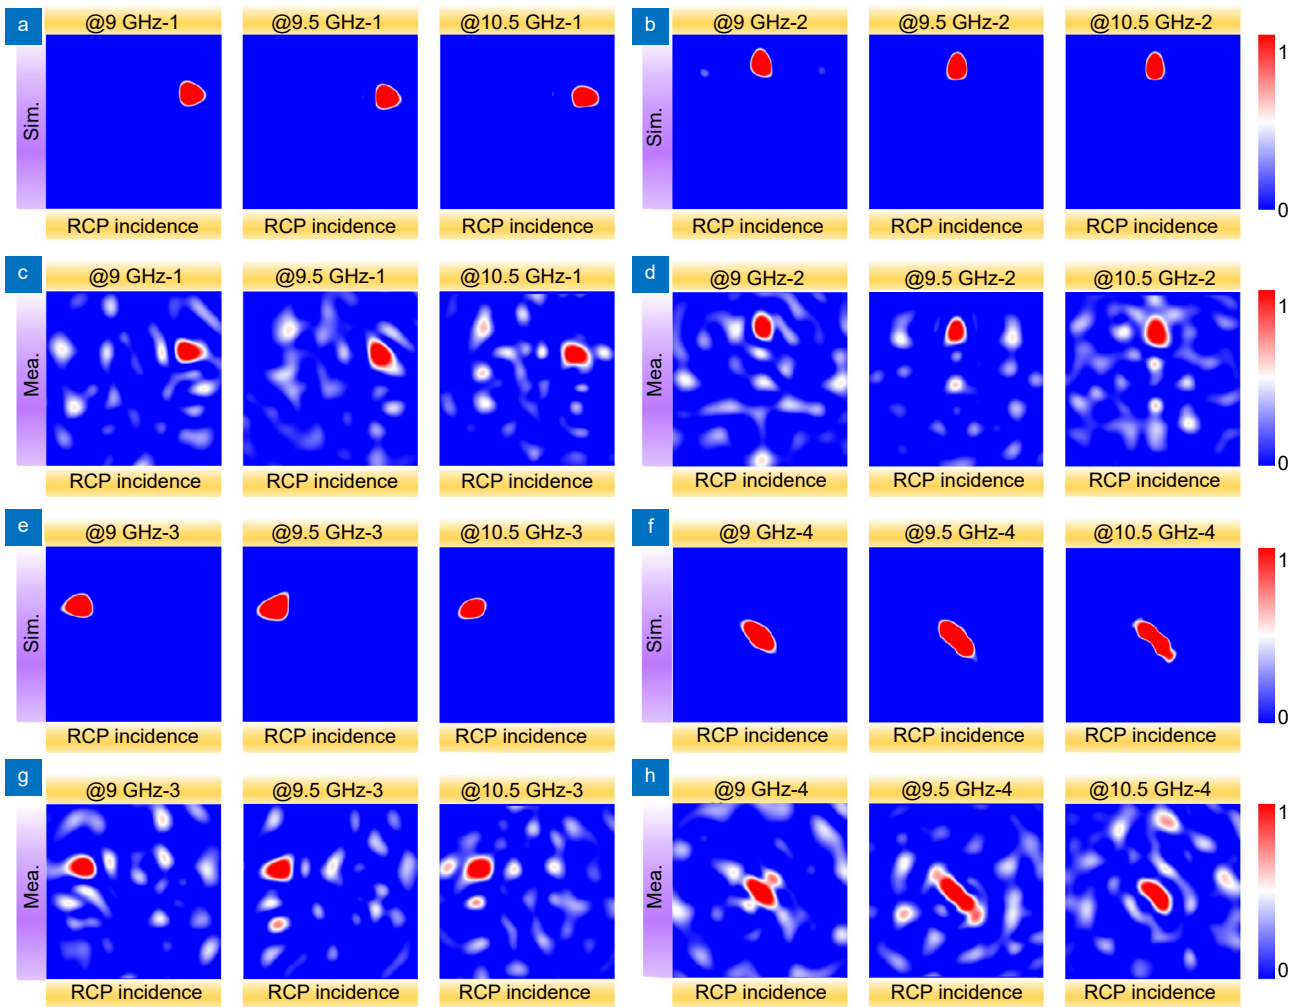 a @9 GHz-1 @9.5 GHz-1 @10.5 GHz-1 b @9 GHz-2 @9.5 GHz-2 @10.5 GHz-2
1
Sim. Sim.
0
RCP incidence RCP incidence RCP incidence RCP incidence RCP incidence RCP incidence
c @9 GHz-1 @9.5 GHz-1 @10.5 GHz-1 d @9 GHz-2 @9.5 GHz-2 @10.5 GHz-2
1
Mea. Mea.
0
RCP incidence RCP incidence RCP incidence RCP incidence RCP incidence RCP incidence
e @9 GHz-3 @9.5 GHz-3 @10.5 GHz-3 f @9 GHz-4 @9.5 GHz-4 @10.5 GHz-4
1
Sim. Sim.
0
RCP incidence RCP incidence RCP incidence RCP incidence RCP incidence RCP incidence
g @9 GHz-3 @9.5 GHz-3 @10.5 GHz-3 h @9 GHz-4 @9.5 GHz-4 @10.5 GHz-4
1
Mea. Mea.
0
RCP incidence RCP incidence RCP incidence RCP incidence RCP incidence RCP incidence